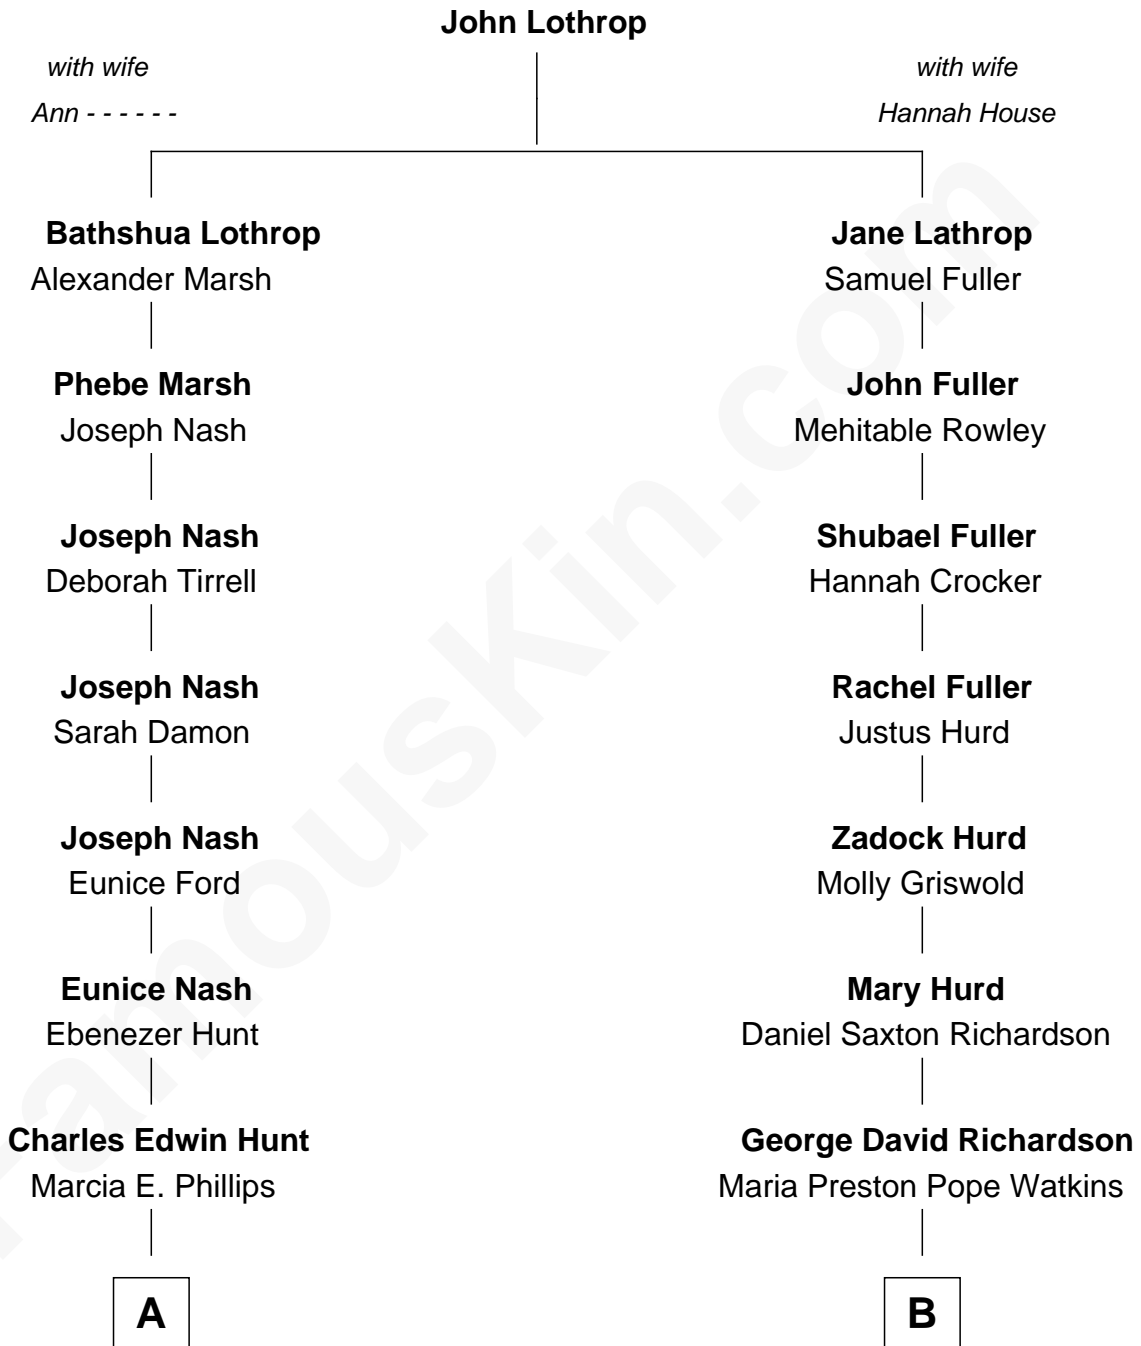 John Lothrop
with wife
Ann - - - - - -
with wife
Hannah House
Bathshua Lothrop
Alexander Marsh
Jane Lathrop
Samuel Fuller
Phebe Marsh
Joseph Nash
John Fuller
Mehitable Rowley
Joseph Nash
Deborah Tirrell
Shubael Fuller
Hannah Crocker
Joseph Nash
Sarah Damon
Rachel Fuller
Justus Hurd
Joseph Nash
Eunice Ford
Zadock Hurd
Molly Griswold
Eunice Nash
Ebenezer Hunt
Mary Hurd
Daniel Saxton Richardson
Charles Edwin Hunt
Marcia E. Phillips
George David Richardson
Maria Preston Pope Watkins
A
B
FamousKin.com